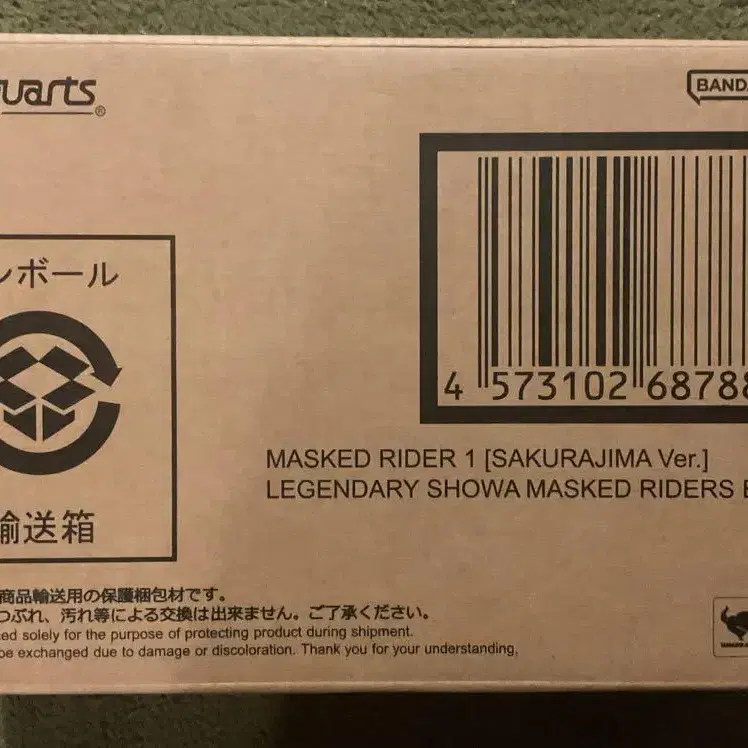 uarts®
BANDA
ンボール
輸送箱
4 573102 68788
MASKED RIDER 1 [SAKURAJIMA Ver.]
LEGENDARY SHOWA MASKED RIDERS
商品輸送用の保護梱包材です。
つぶれ、汚れ等による交換は出来ません。ご了承ください。
ed solely for the purpose of protecting product during shipment.
be exchanged due to damage or discoloration. Thank you for your understanding.